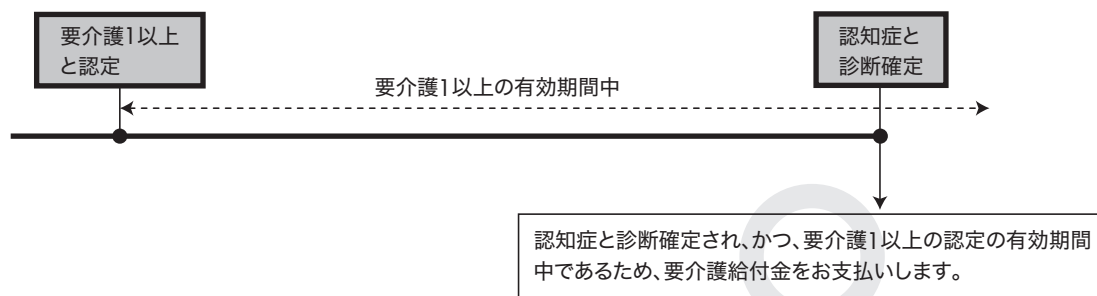 要介護1以上
と認定
認知症と
診断確定
要介護1以上の有効期間中
認知症と診断確定され、かつ、要介護1以上の認定の有効期間
中であるため、要介護給付金をお支払いします。